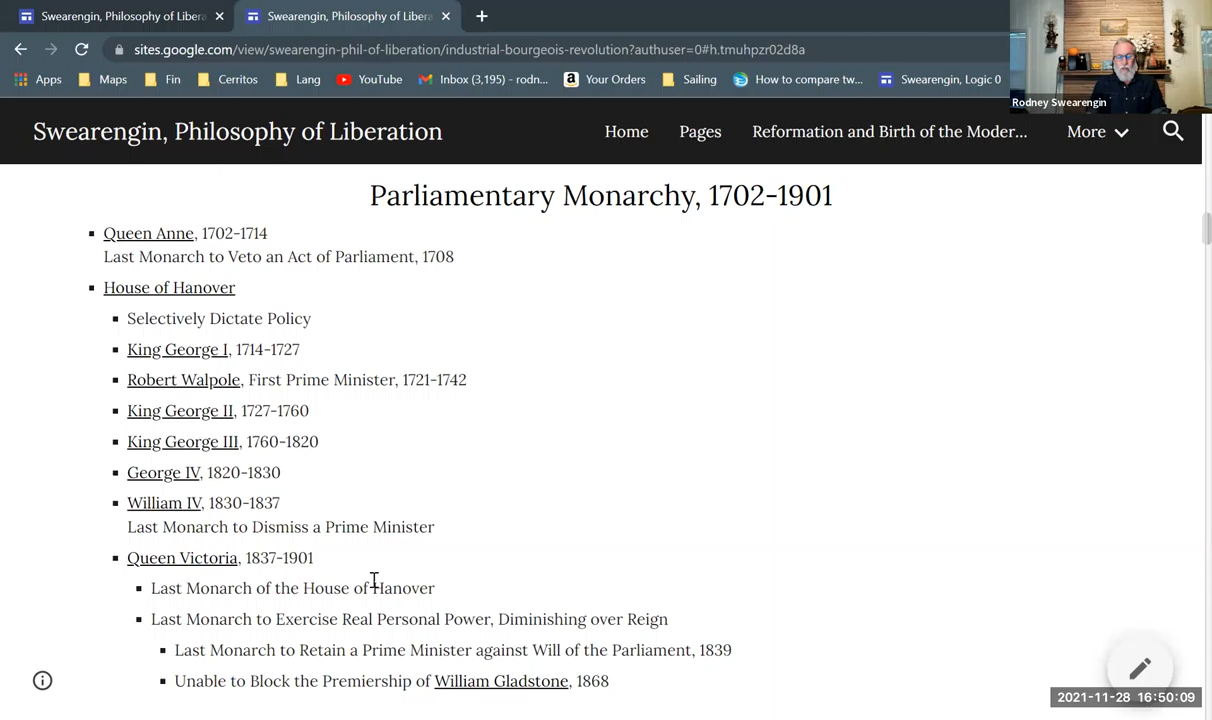 Swearengin, Philosophy of Libera
Swearengin, Philosophy of Libera
sites.google.com/view/swearengin-phil-of-liberation/industrial-bourgeois-revolution?authuser=0#h.tmuhpzr02d8a
Apps Maps Fin Cerritos Lang YouTube Inbox (3,195) - rodn... Your Orders Sailing How to compare tw... Swearengin, Logic 0
Rodney Swearengin
Swearengin, Philosophy of Liberation
Home Pages Reformation and Birth of the Moder... More
Parliamentary Monarchy, 1702-1901
Queen Anne, 1702-1714
Last Monarch to Veto an Act of Parliament, 1708
House of Hanover
Selectively Dictate Policy
King George I, 1714-1727
Robert Walpole, First Prime Minister, 1721-1742
King George II, 1727-1760
King George III, 1760-1820
George IV, 1820-1830
William IV, 1830-1837
Last Monarch to Dismiss a Prime Minister
Queen Victoria, 1837-1901
Last Monarch of the House of Hanover
Last Monarch to Exercise Real Personal Power, Diminishing over Reign
Last Monarch to Retain a Prime Minister against Will of the Parliament, 1839
Unable to Block the Premiership of William Gladstone, 1868
2021-11-28 16:50:09